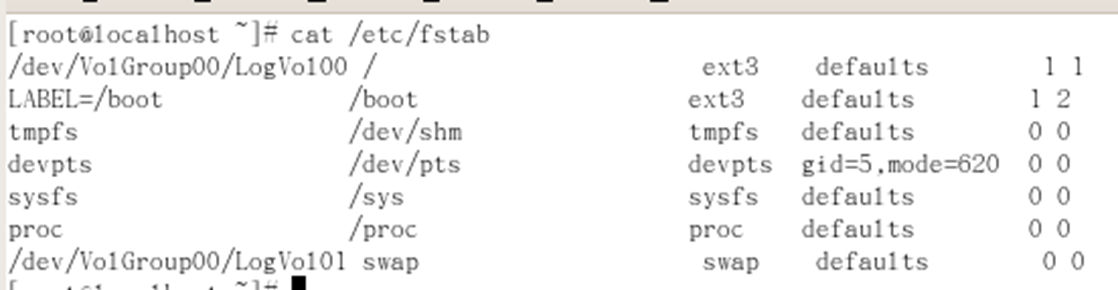 [root@localhost ~]# cat /etc/fstab
/dev/VolGroup00/LogVol00 / ext3 defaults 1 1
LABEL=/boot /boot ext3 defaults 1 2
tmpfs /dev/shm tmpfs defaults 0 0
devpts /dev/pts devpts gid=5,mode=620 0 0
sysfs /sys sysfs defaults 0 0
proc /proc proc defaults 0 0
/dev/VolGroup00/LogVol01 swap swap defaults 0 0